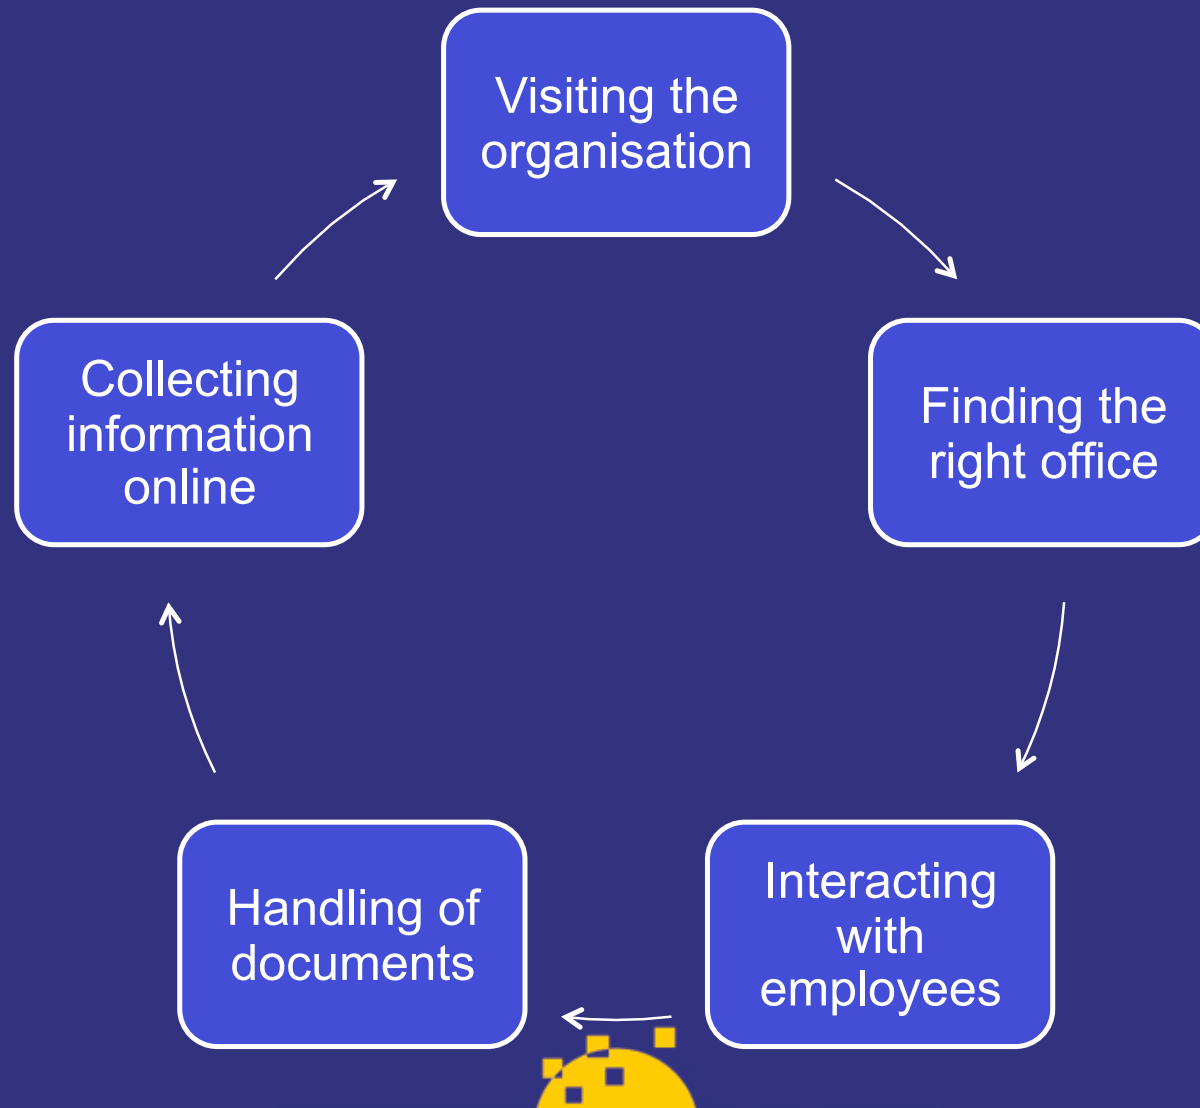 Visiting the
organisation
Finding the
right office
Interacting
with
employees
Handling of
documents
Collecting
information
online